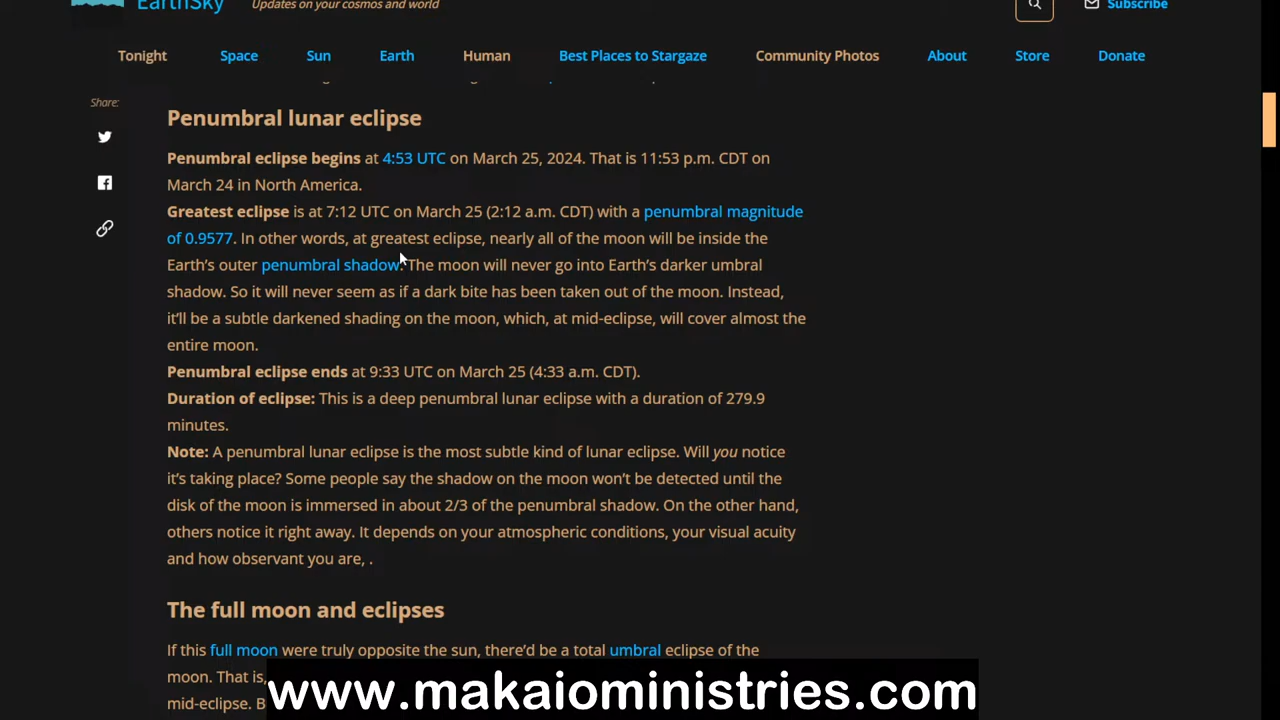 EarthSky
Updates on your cosmos and world
Subscribe
Tonight Space Sun Earth Human Best Places to Stargaze Community Photos About Store Donate
Share:
Penumbral lunar eclipse
Penumbral eclipse begins at 4:53 UTC on March 25, 2024. That is 11:53 p.m. CDT on
March 24 in North America.
Greatest eclipse is at 7:12 UTC on March 25 (2:12 a.m. CDT) with a penumbral magnitude
of 0.9577. In other words, at greatest eclipse, nearly all of the moon will be inside the
Earth's outer penumbral shadow. The moon will never go into Earth's darker umbral
shadow. So it will never seem as if a dark bite has been taken out of the moon. Instead,
it'll be a subtle darkened shading on the moon, which, at mid-eclipse, will cover almost the
entire moon.
Penumbral eclipse ends at 9:33 UTC on March 25 (4:33 a.m. CDT).
Duration of eclipse: This is a deep penumbral lunar eclipse with a duration of 279.9
minutes.
Note: A penumbral lunar eclipse is the most subtle kind of lunar eclipse. Will you notice
it's taking place? Some people say the shadow on the moon won't be detected until the
disk of the moon is immersed in about 2/3 of the penumbral shadow. On the other hand,
others notice it right away. It depends on your atmospheric conditions, your visual acuity
and how observant you are, .
The full moon and eclipses
If this full moon were truly opposite the sun, there'd be a total umbral eclipse of the
moon. That is,
mid-eclipse. B
www.makaiominIstries.com